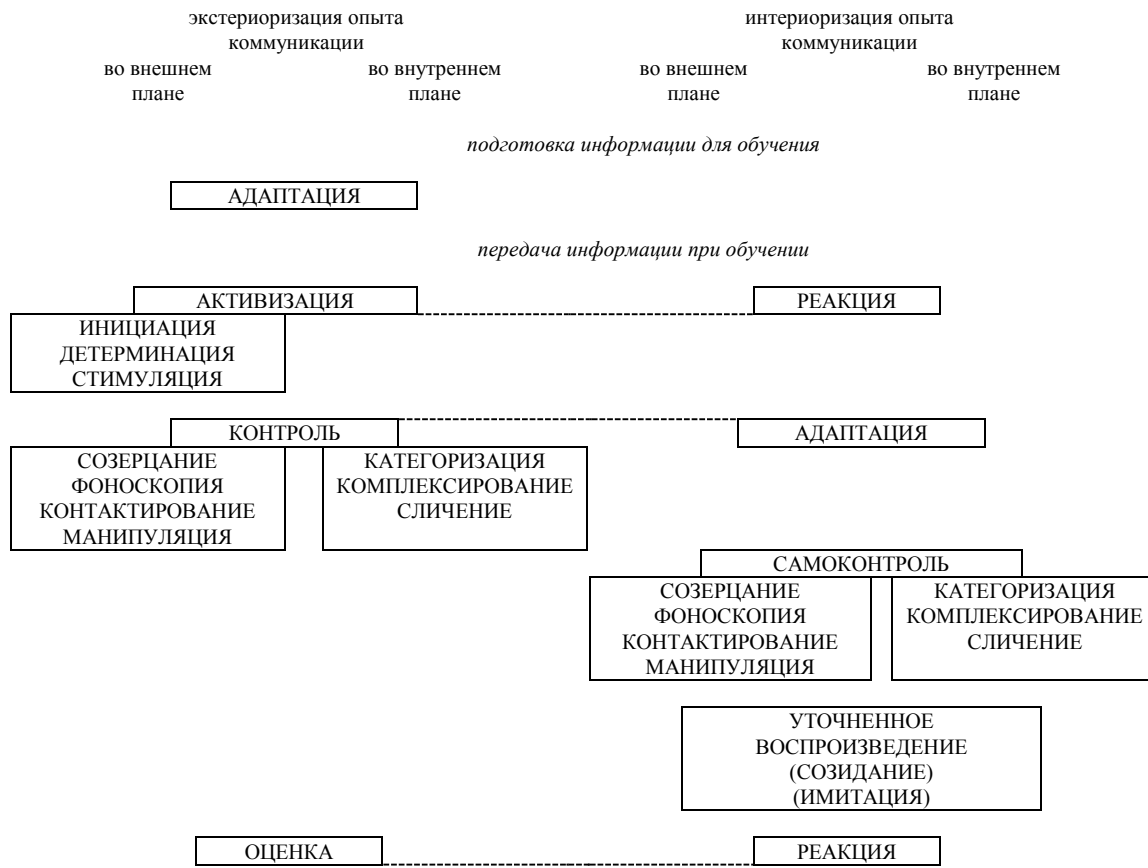 экстериоризация опыта
коммуникации
интериоризация опыта
коммуникации
во внешнем
плане
во внутреннем
плане
во внешнем
плане
во внутреннем
плане
подготовка информации для обучения
АДАПТАЦИЯ
передача информации при обучении
АКТИВИЗАЦИЯ
РЕАКЦИЯ
ИНИЦИАЦИЯ
ДЕТЕРМИНАЦИЯ
СТИМУЛЯЦИЯ
КОНТРОЛЬ
АДАПТАЦИЯ
СОЗЕРЦАНИЕ
ФОНОСКОПИЯ
КОНТАКТИРОВАНИЕ
МАНИПУЛЯЦИЯ
КАТЕГОРИЗАЦИЯ
КОМПЛЕКСИРОВАНИЕ
СЛИЧЕНИЕ
САМОКОНТРОЛЬ
СОЗЕРЦАНИЕ
ФОНОСКОПИЯ
КОНТАКТИРОВАНИЕ
МАНИПУЛЯЦИЯ
КАТЕГОРИЗАЦИЯ
КОМПЛЕКСИРОВАНИЕ
СЛИЧЕНИЕ
УТОЧНЕННОЕ
ВОСПРОИЗВЕДЕНИЕ
(СОЗИДАНИЕ)
(ИМИТАЦИЯ)
ОЦЕНКА
РЕАКЦИЯ